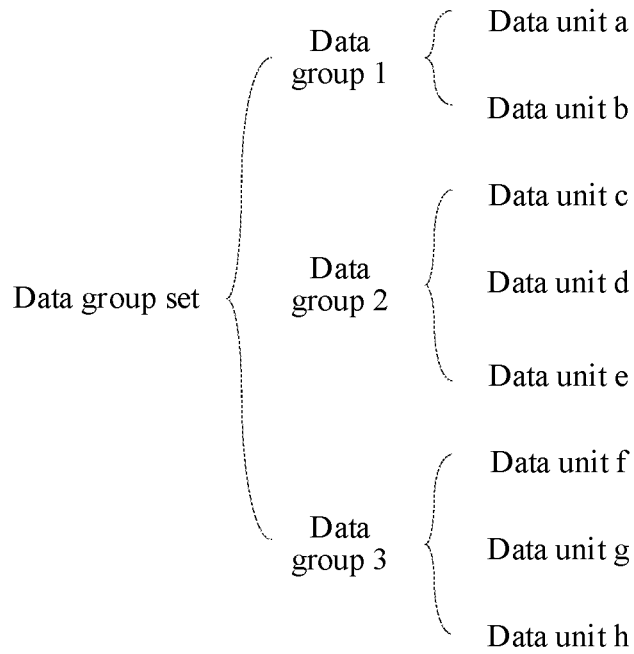 Data group set
Data
group 1
Data unit a
Data unit b
Data
group 2
Data unit c
Data unit d
Data unit e
Data
group 3
Data unit f
Data unit g
Data unit h